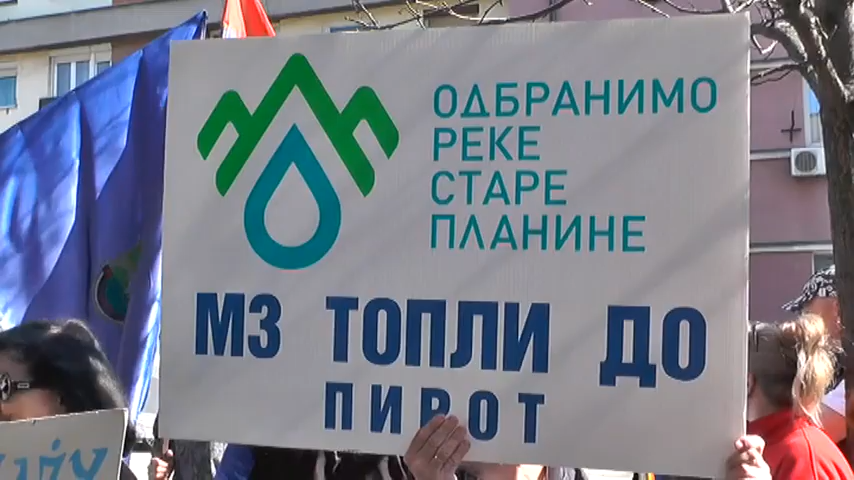 ОДБРАНИМО
РЕКЕ
СТАРЕ
ПЛАНИНЕ
МЗ ТОПЛИ ДО
ПИРОТ